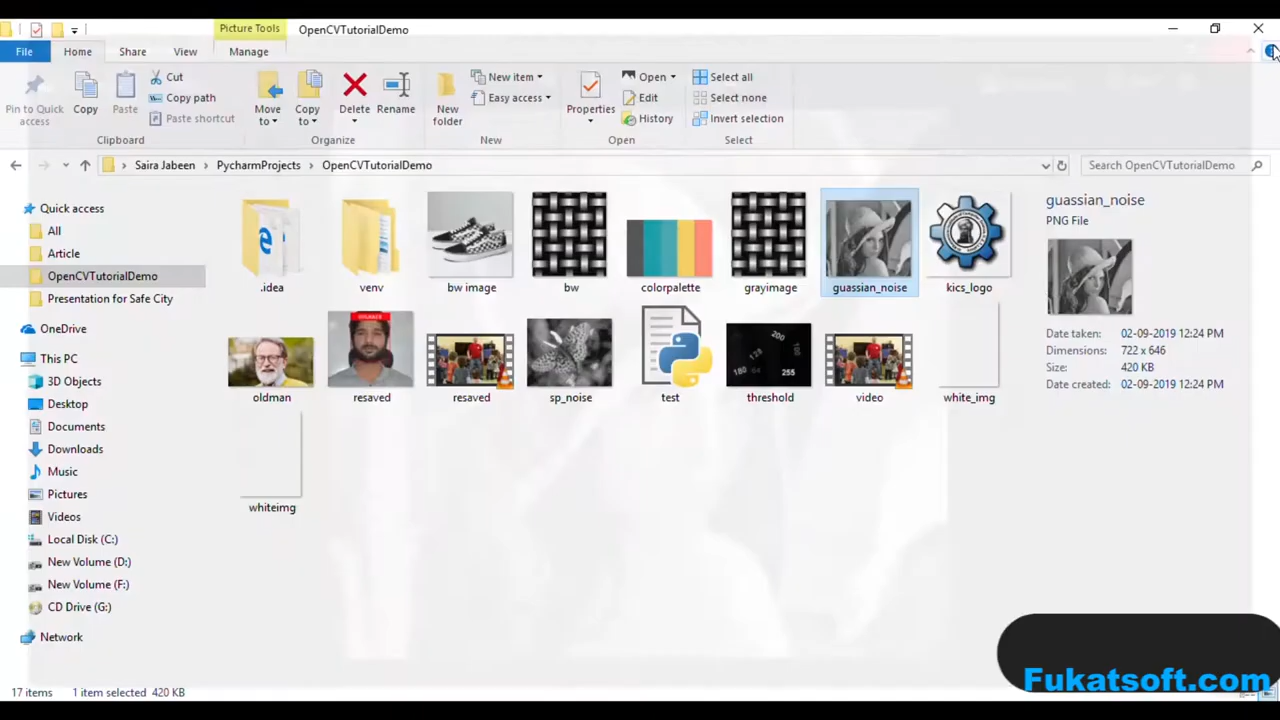 Picture Tools OpenCVTutorialDemo
File Home Share View Manage
Pin to Quick access
Copy
Paste
Cut
Copy path
Paste shortcut
Clipboard
Move to
Copy to
Delete
Rename
Organize
New folder
New item
Easy access
New
Properties
Open
Edit
History
Open
Select all
Select none
Invert selection
Select
Saira Jabeen PycharmProjects OpenCVTutorialDemo
Search OpenCVTutorialDemo
Quick access
All
Article
OpenCVTutorialDemo
Presentation for Safe City
OneDrive
This PC
3D Objects
Desktop
Documents
Downloads
Music
Pictures
Videos
Local Disk (C:)
New Volume (D:)
New Volume (F:)
CD Drive (G:)
Network
.idea venv bw image bw colorpalette grayimage guassian_noise kics_logo
200
128
180
255
oldman resaved resaved sp_noise test threshold video white_img
whiteimg
guassian_noise
PNG File
Date taken: 02-09-2019 12:24 PM
Dimensions: 722 x 646
Size: 420 KB
Date created: 02-09-2019 12:24 PM
17 items 1 item selected 420 KB
Fukatsoft.com